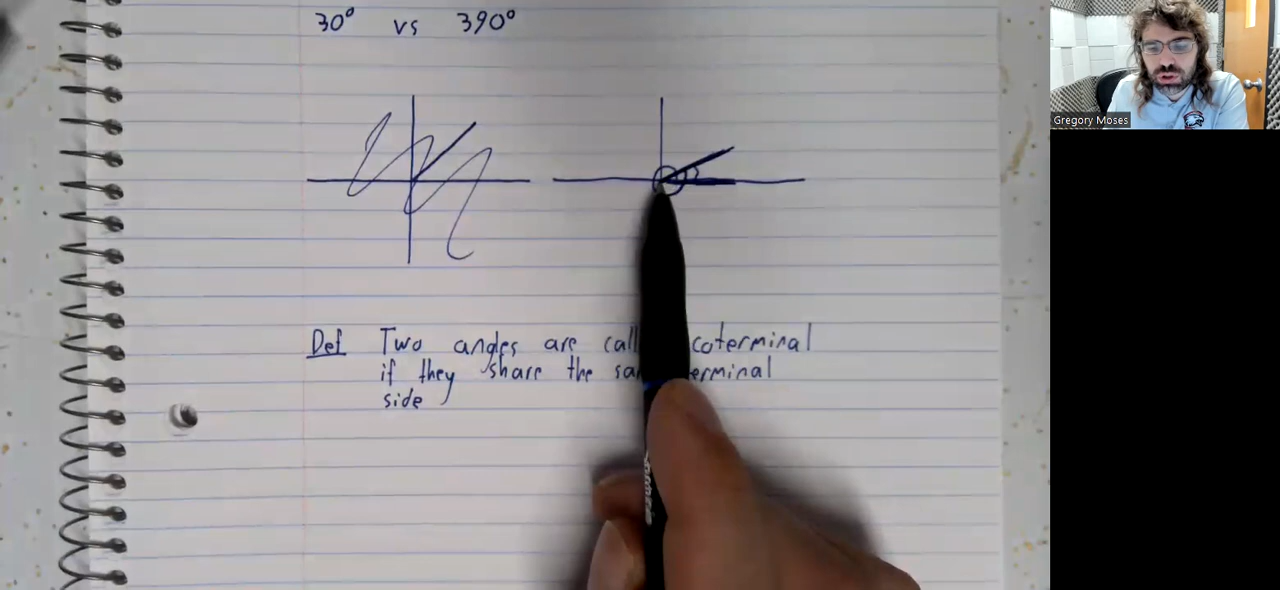 30° vs 390°
Def Two angles are call coterminal
if they share the sa erminal
side
Gregory Moses